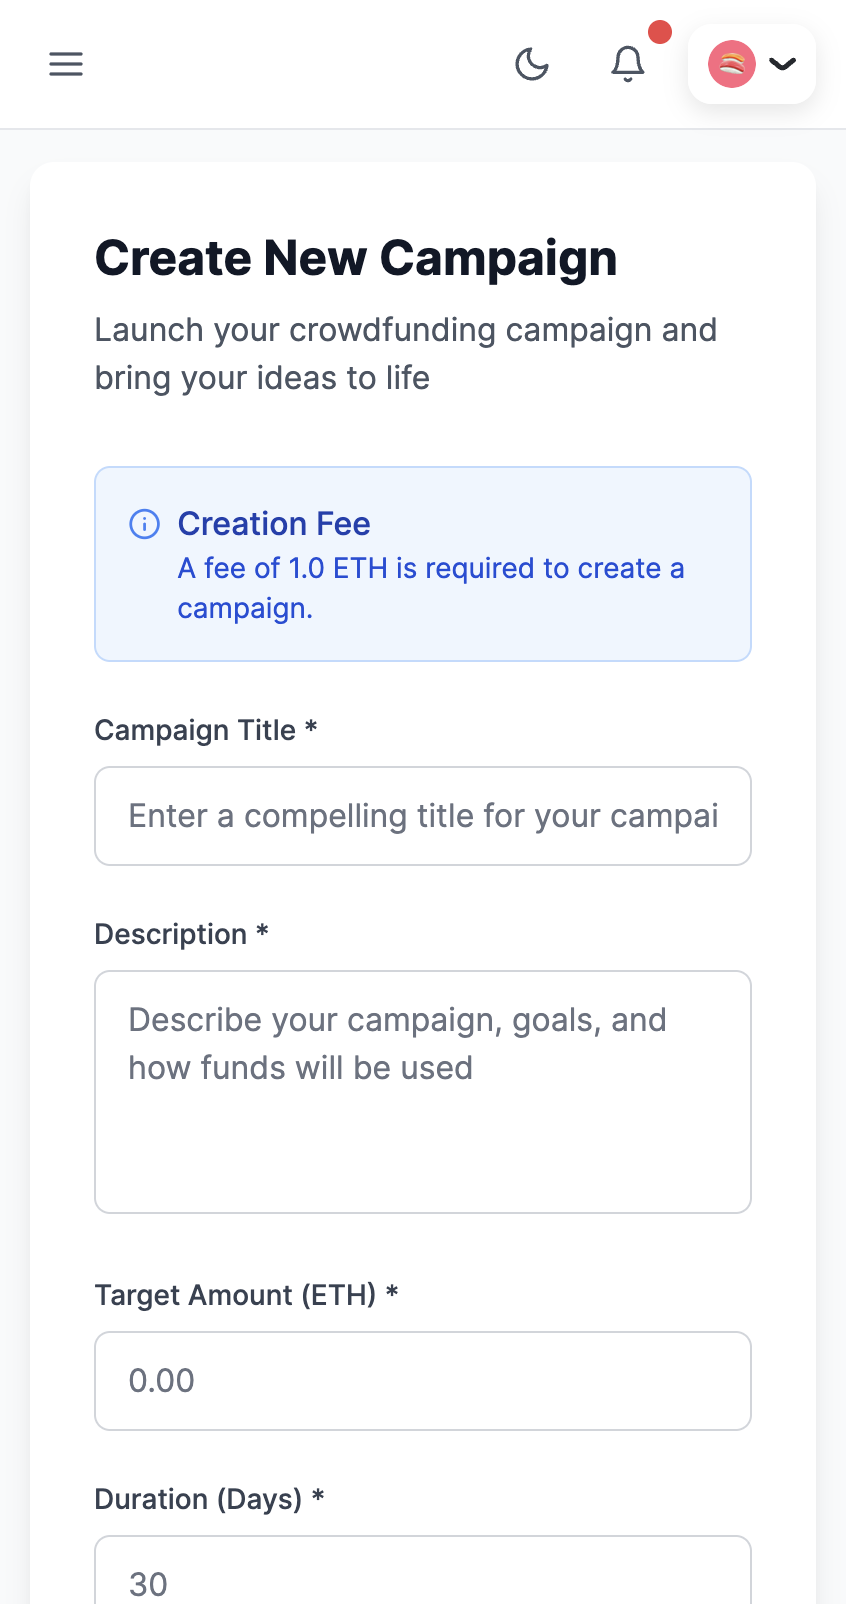 Create New Campaign
Launch your crowdfunding campaign and
bring your ideas to life
Creation Fee
A fee of 1.0 ETH is required to create a
campaign.
Campaign Title *
Enter a compelling title for your campai
Description *
Describe your campaign, goals, and
how funds will be used
Target Amount (ETH) *
0.00
Duration (Days) *
30